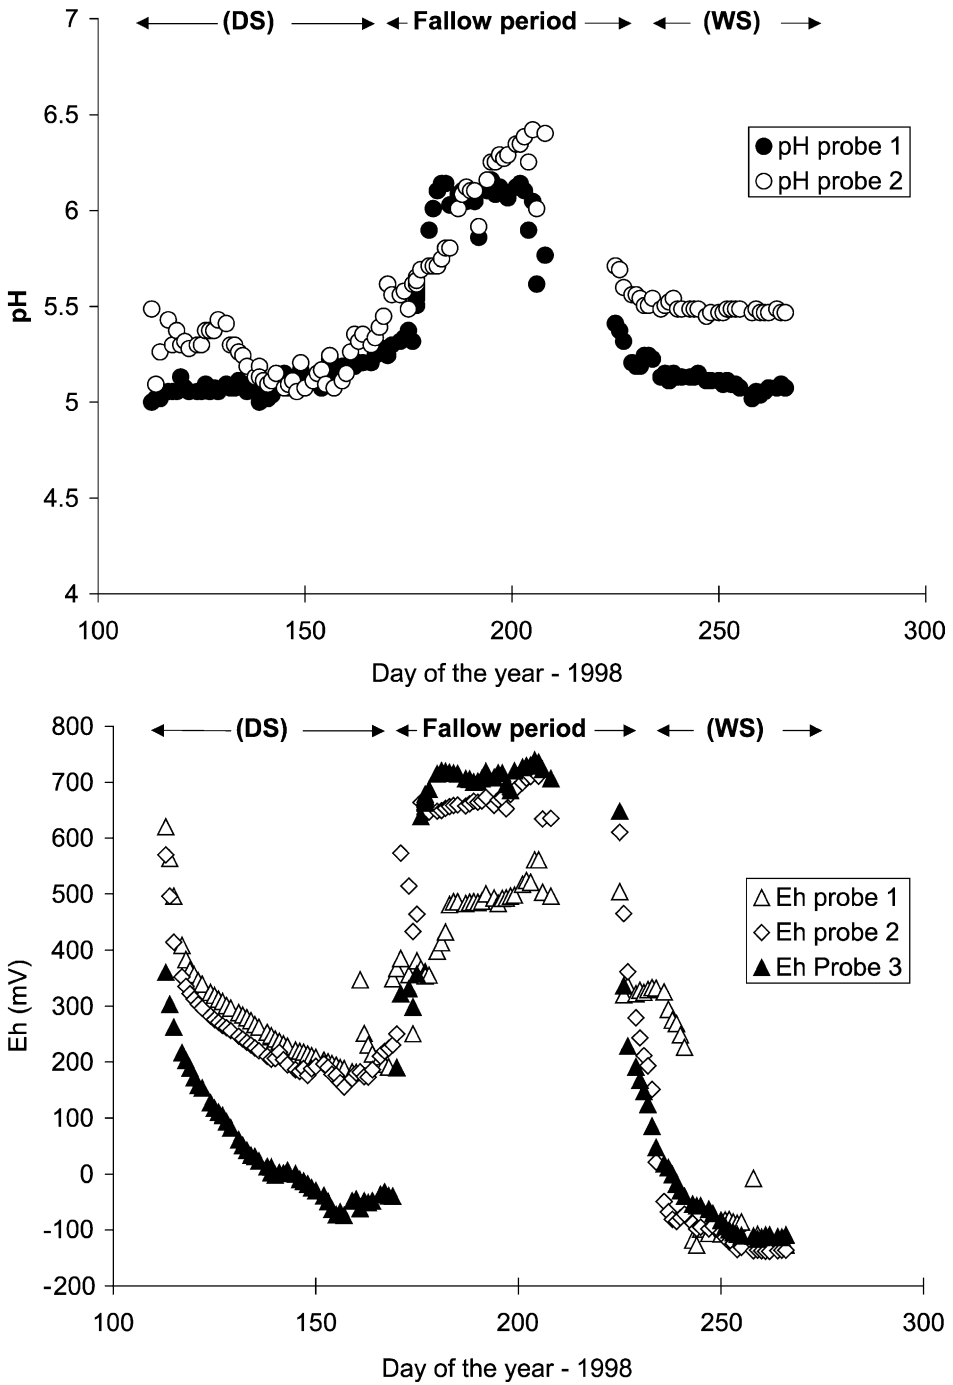 (DS) Fallow period (WS)
7
6.5
6
5.5
5
4.5
4
pH
pH probe 1
pH probe 2
100 150 200 250 300
Day of the year - 1998
(DS) Fallow period (WS)
800
700
600
500
400
300
200
100
0
-100
-200
Eh (mV)
Eh probe 1
Eh probe 2
Eh Probe 3
100 150 200 250 300
Day of the year - 1998